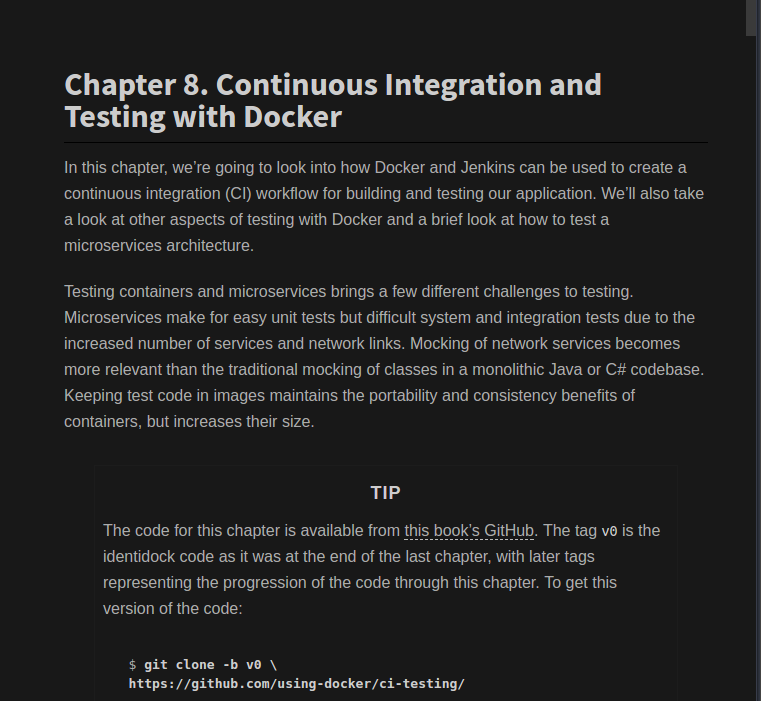 Chapter 8. Continuous Integration and
Testing with Docker
In this chapter, we’re going to look into how Docker and Jenkins can be used to create a
continuous integration (CI) workflow for building and testing our application. We’ll also take
a look at other aspects of testing with Docker and a brief look at how to test a
microservices architecture.
Testing containers and microservices brings a few different challenges to testing.
Microservices make for easy unit tests but difficult system and integration tests due to the
increased number of services and network links. Mocking of network services becomes
more relevant than the traditional mocking of classes in a monolithic Java or C# codebase.
Keeping test code in images maintains the portability and consistency benefits of
containers, but increases their size.
TIP
The code for this chapter is available from this book’s GitHub. The tag v0 is the
identidock code as it was at the end of the last chapter, with later tags
representing the progression of the code through this chapter. To get this
version of the code:
$ git clone -b v0 \
https://github.com/using-docker/ci-testing/